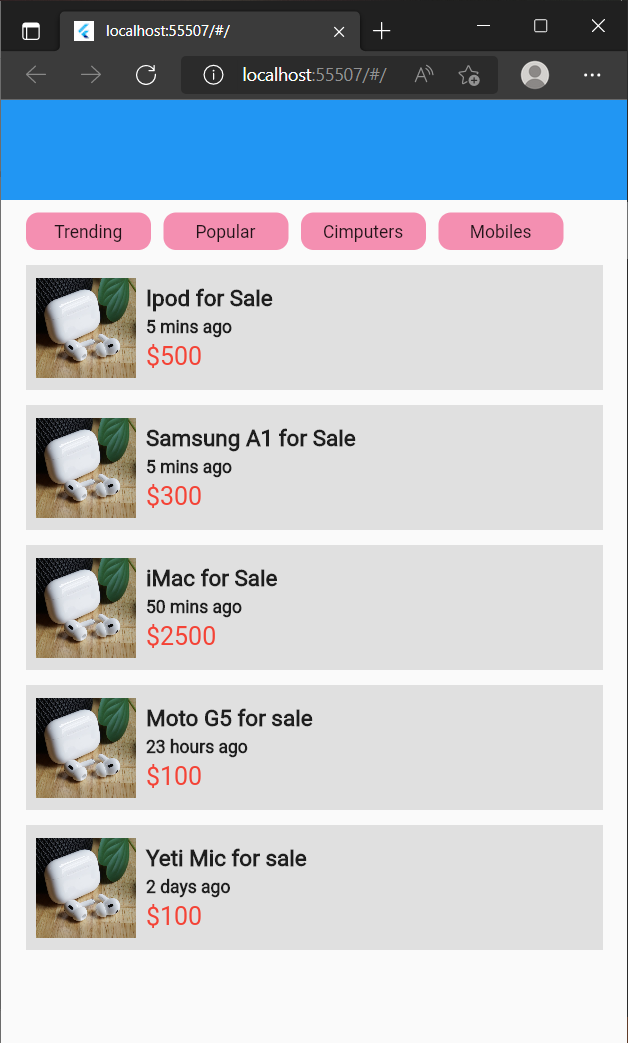 localhost:55507/#/
localhost:55507/#/
Trending Popular Cimputers Mobiles
Ipod for Sale
5 mins ago
$500
Samsung A1 for Sale
5 mins ago
$300
iMac for Sale
50 mins ago
$2500
Moto G5 for sale
23 hours ago
$100
Yeti Mic for sale
2 days ago
$100